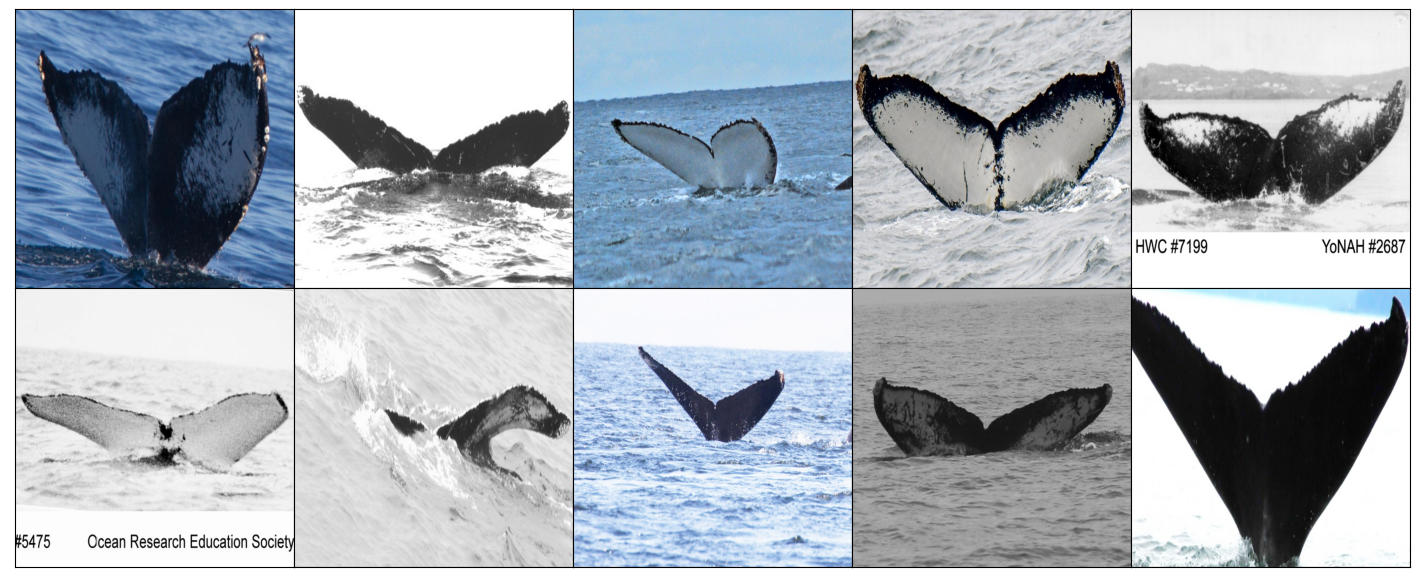 HWC #7199 YoNAH #2687
#5475 Ocean Research Education Society